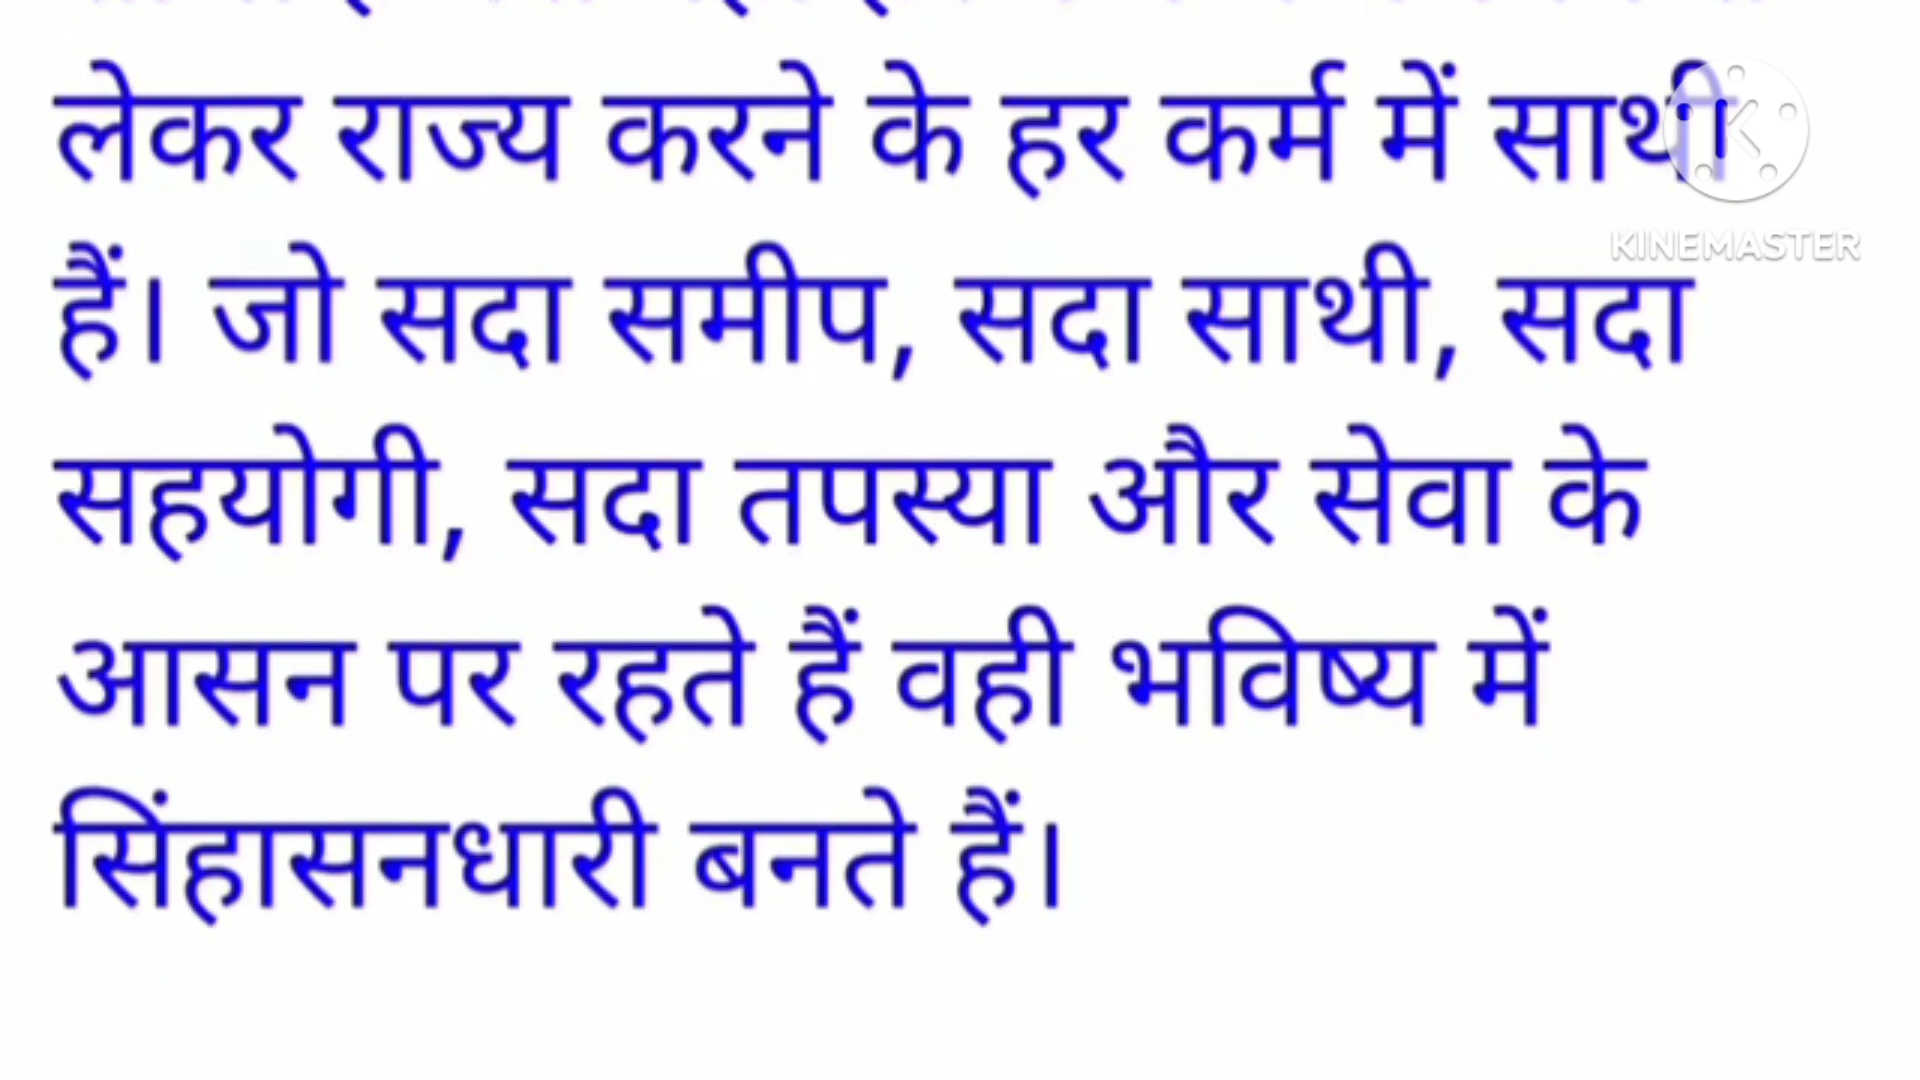 लेकर राज्य करने के हर कर्म में साथी
हैं। जो सदा समीप, सदा साथी, सदा
सहयोगी, सदा तपस्या और सेवा के
आसन पर रहते हैं वही भविष्य में
सिंहासनधारी बनते हैं।
KINEMASTER